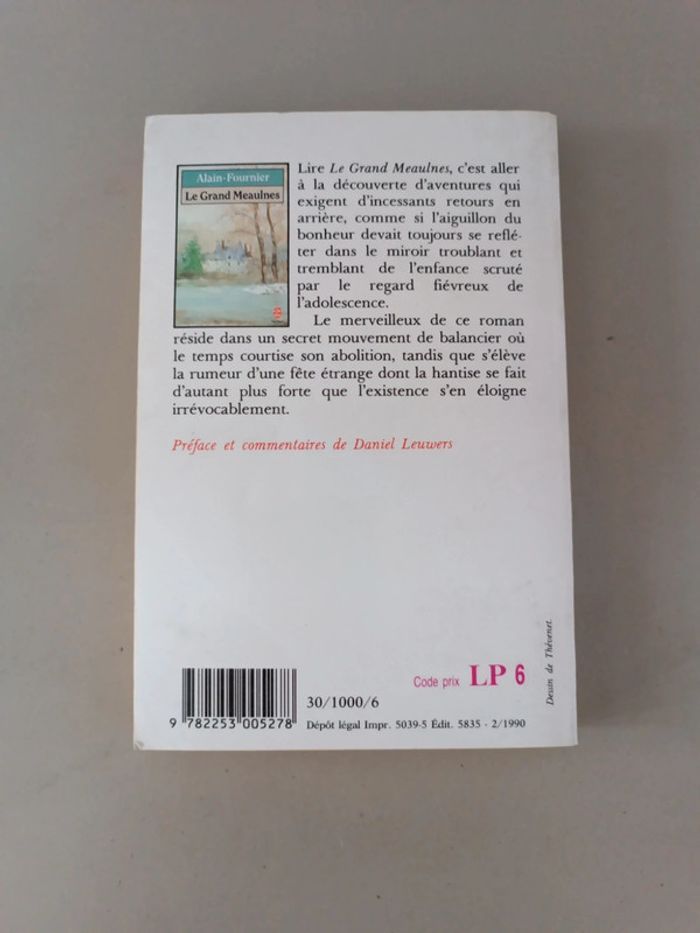 Alain-Fournier
Le Grand Meaulnes
Lire Le Grand Meaulnes, c'est aller
à la découverte d'aventures qui
exigent d'incessants retours en
arrière, comme si l'aiguillon du
bonheur devait toujours se reflé-
ter dans le miroir troublant et
tremblant de l'enfance scruté
par le regard fiévreux de
l'adolescence.
Le merveilleux de ce roman
réside dans un secret mouvement de balancier où
le temps courtise son abolition, tandis que s'élève
la rumeur d'une fête étrange dont la hantise se fait
d'autant plus forte que l'existence s'en éloigne
irrévocablement.
Préface et commentaires de Daniel Leuwers
Dessin de Thévenet.
Code prix LP 6
30/1000/6
9 782253 005278
Dépôt légal Impr. 5039-5 Édit. 5835 - 2/1990